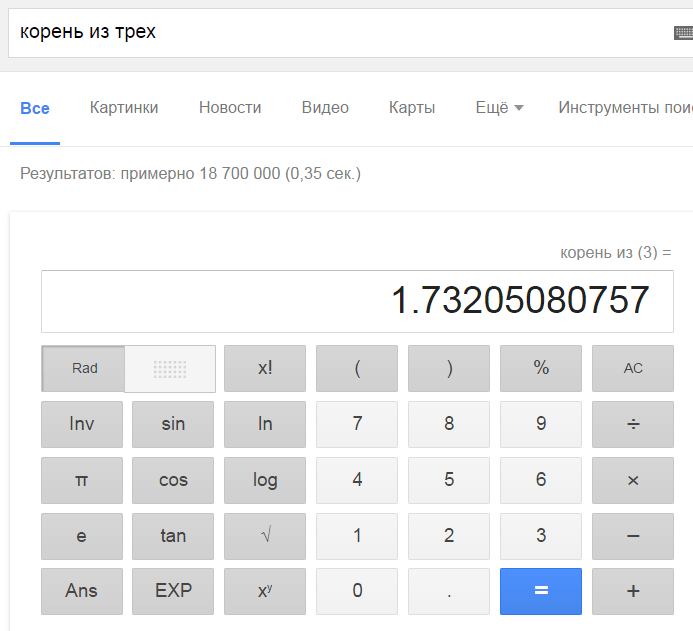 корень из трех
Все Картинки Новости Видео Карты Ещё Инструменты
Результатов: примерно 18 700 000 (0,35 сек.)
корень из (3) =
1.73205080757
Rad x! ( ) % AC
Inv sin ln 7 8 9 ÷
π cos log 4 5 6 ×
e tan √ 1 2 3 −
Ans EXP xʸ 0 . = +